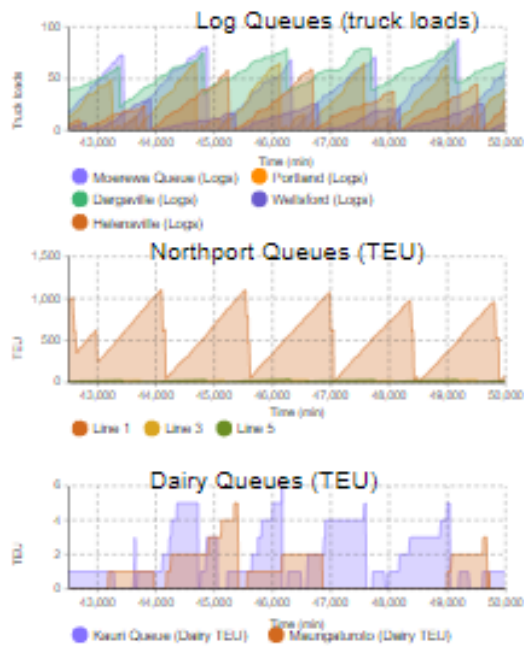 Log Queues (truck loads)
100
50
0
Truck loads
43,000 44,000 45,000 46,000 47,000 48,000 49,000 50,000
Time (min)
Moerewa Queue (Logs) Portland (Logs)
Dargaville (Logs) Wellsford (Logs)
Helensville (Logs)
Northport Queues (TEU)
1,500
1,000
500
0
TEU
43,000 44,000 45,000 46,000 47,000 48,000 49,000 50,000
Time (min)
Line 1 Line 3 Line 5
Dairy Queues (TEU)
6
4
2
0
TEU
43,000 44,000 45,000 46,000 47,000 48,000 49,000 50,000
Time (min)
Kauri Queue (Dairy TEU) Maungaturoto (Dairy TEU)